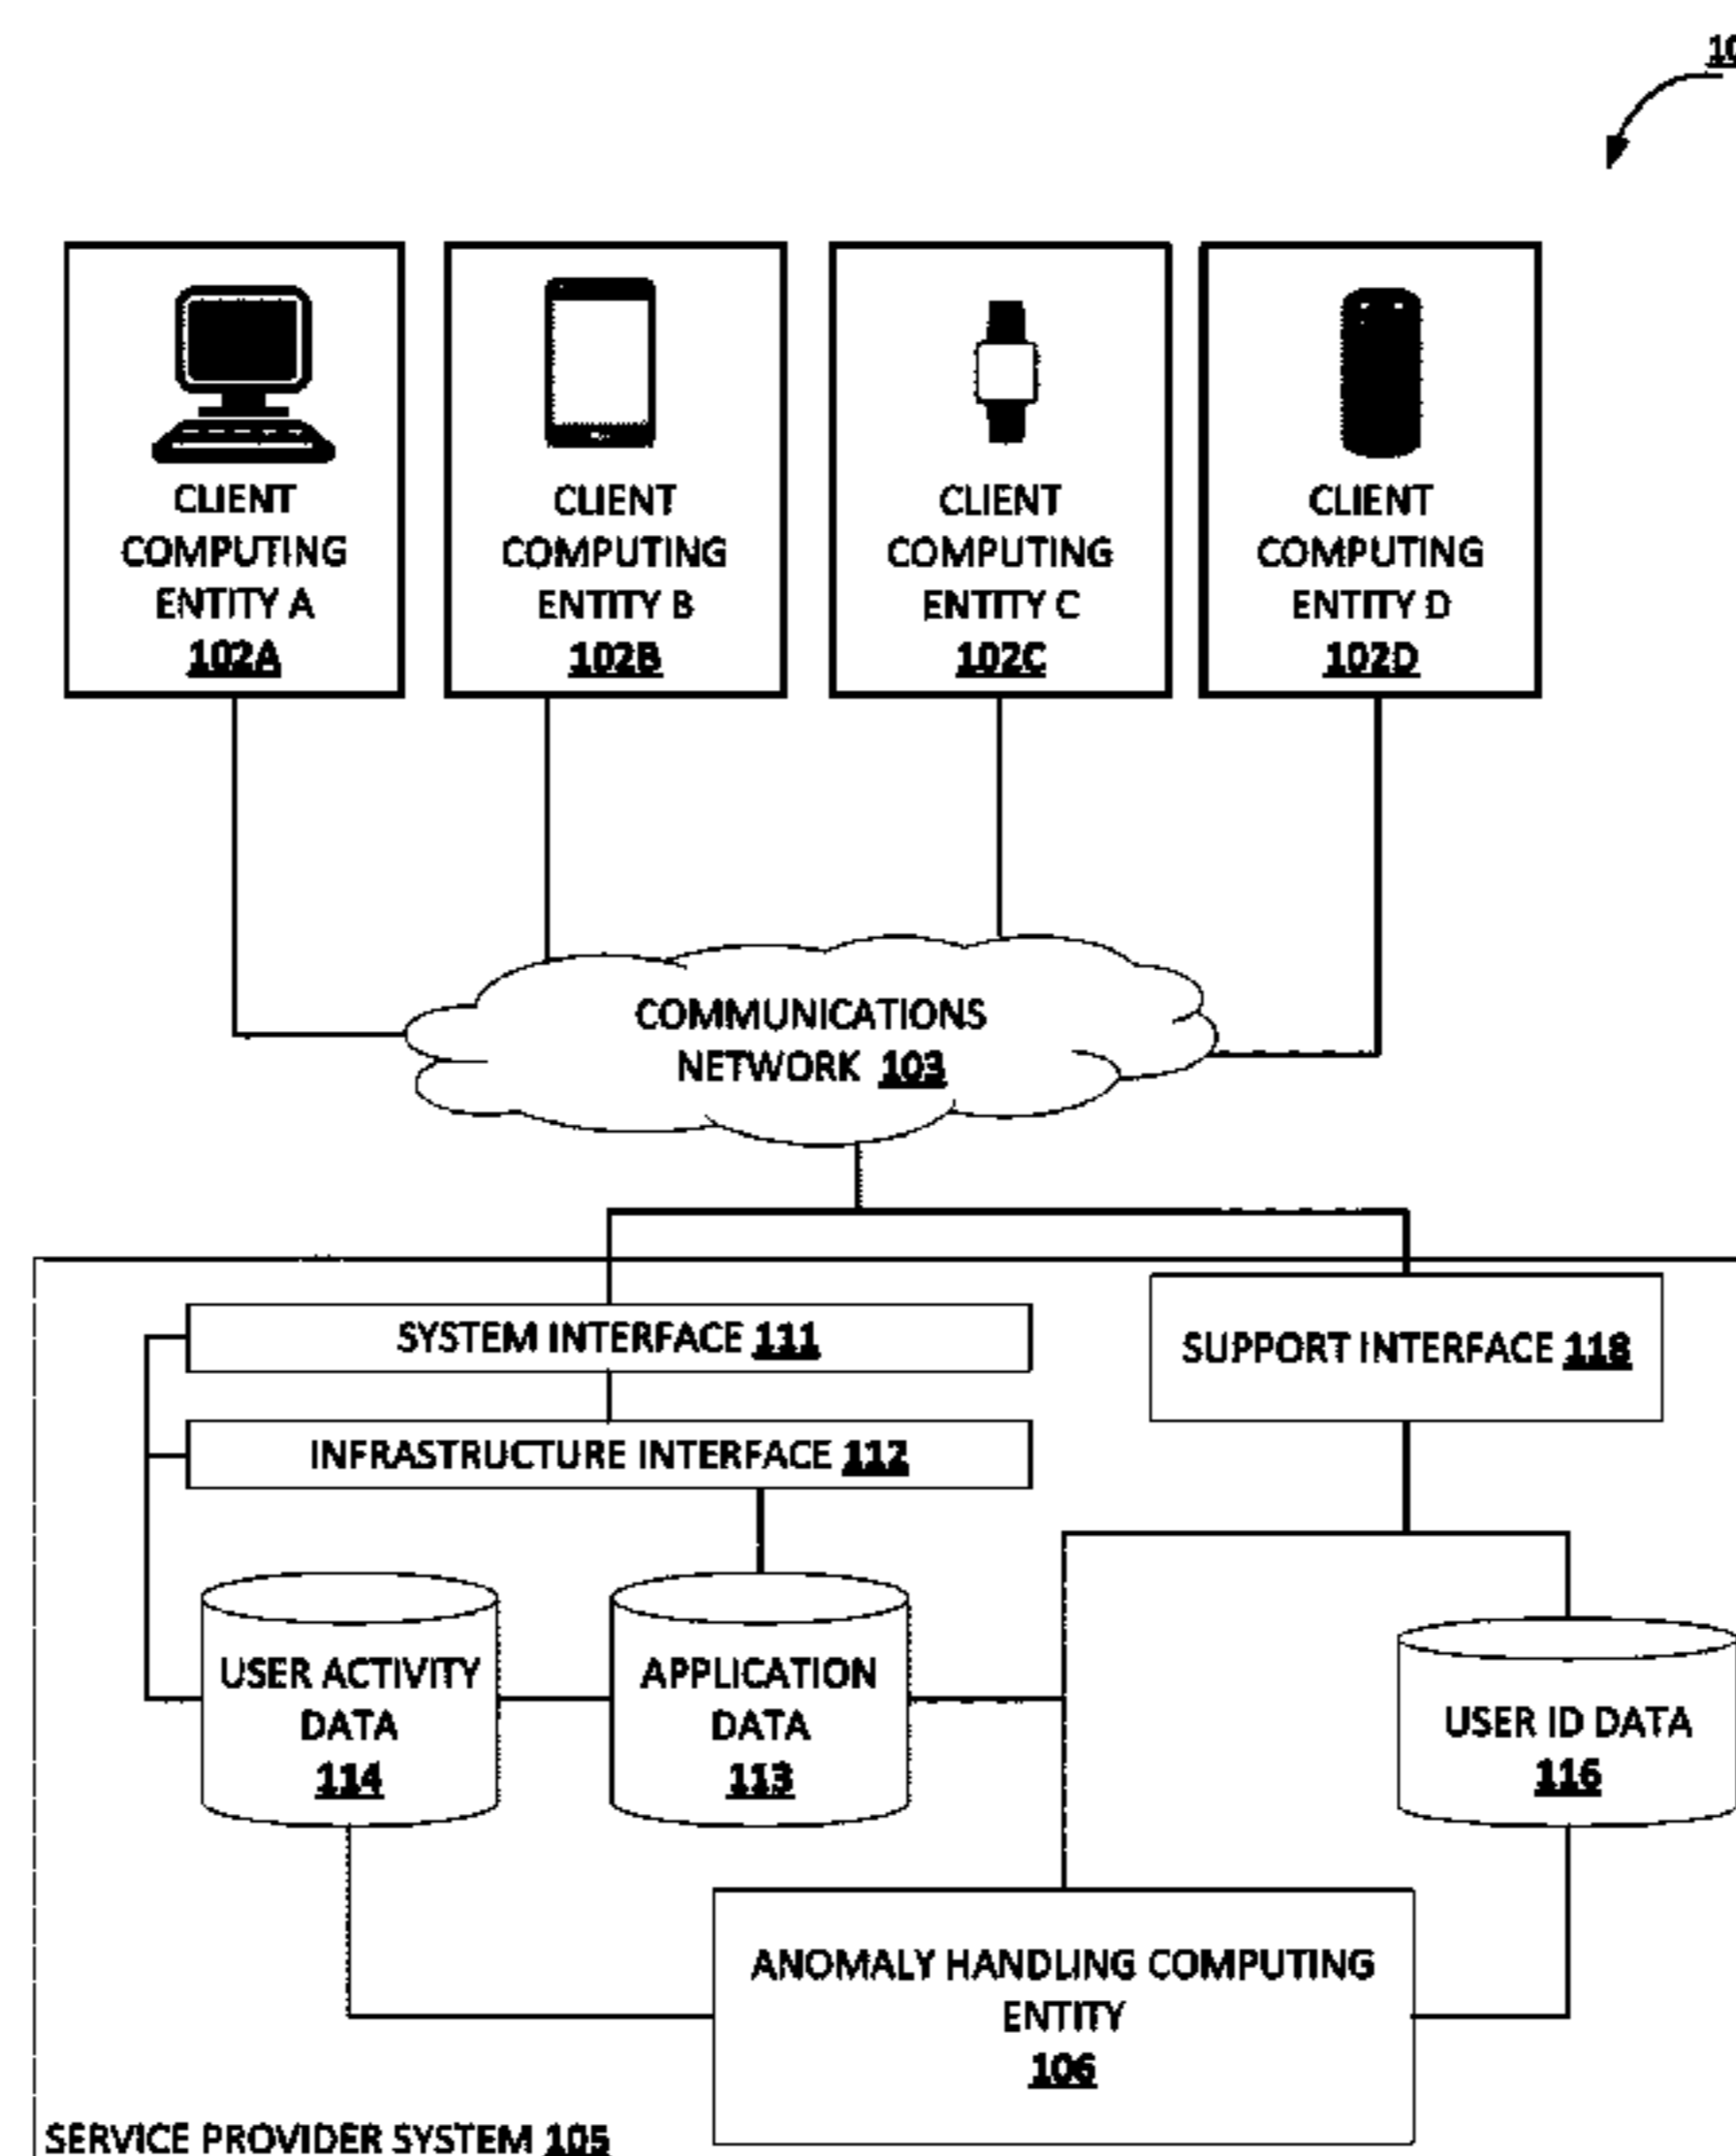 CLIENT
COMPUTING
ENTITY A
102A
CLIENT
COMPUTING
ENTITY B
102B
CLIENT
COMPUTING
ENTITY C
102C
CLIENT
COMPUTING
ENTITY D
102D
COMMUNICATIONS
NETWORK 103
SYSTEM INTERFACE 111
SUPPORT INTERFACE 118
INFRASTRUCTURE INTERFACE 112
USER ACTIVITY
DATA
114
APPLICATION
DATA
113
USER ID DATA
116
ANOMALY HANDLING COMPUTING
ENTITY
106
SERVICE PROVIDER SYSTEM 105